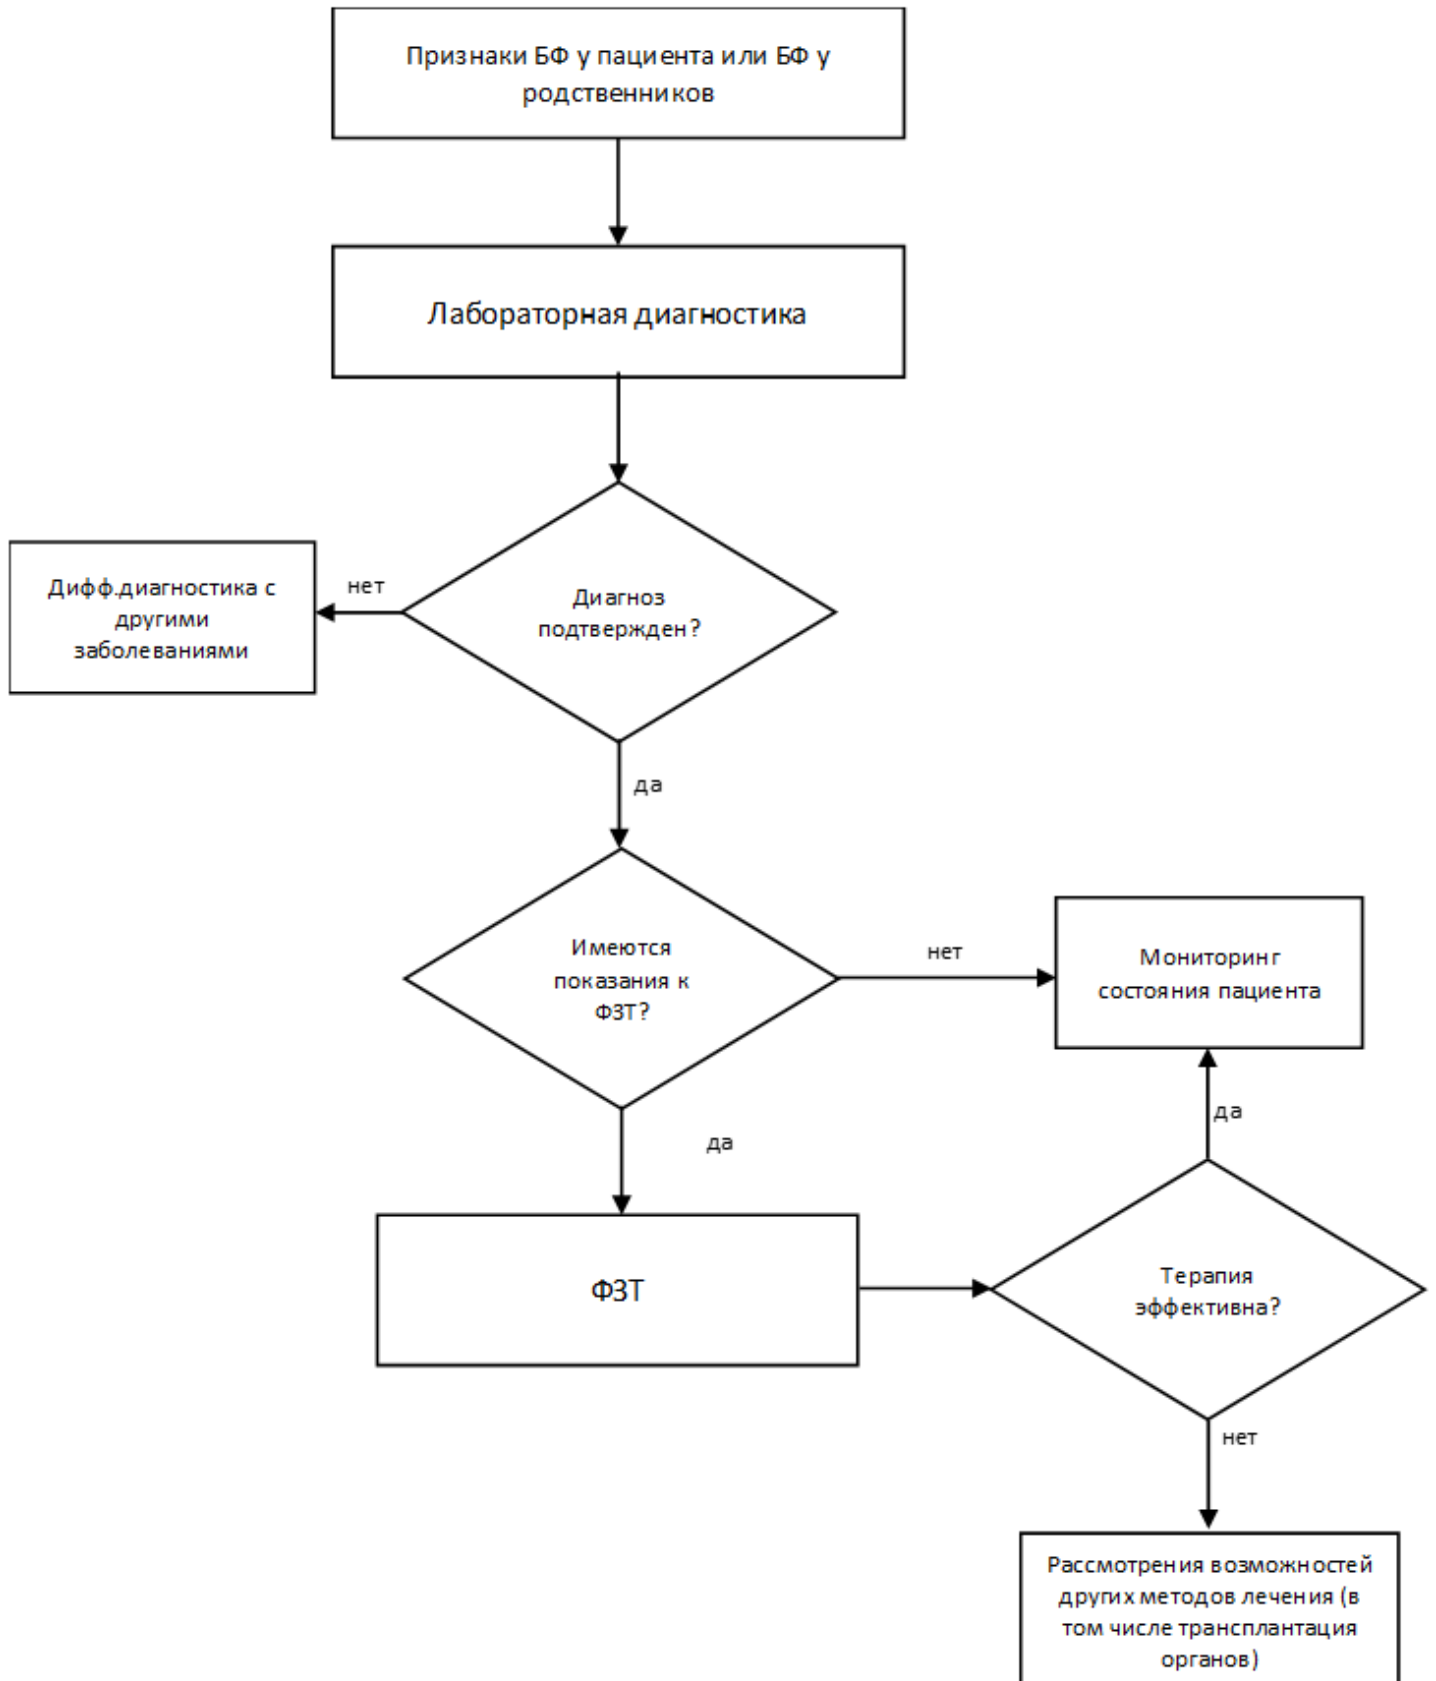 Признаки БФ у пациента или БФ у
родственников
Лабораторная диагностика
Диагноз
подтвержден?
нет
Дифф.диагностика с
другими
заболеваниями
да
Имеются
показания к
ФЗТ?
нет
Мониторинг
состояния пациента
да
да
ФЗТ
Терапия
эффективна?
нет
Рассмотрения возможностей
других методов лечения (в
том числе трансплантация
органов)